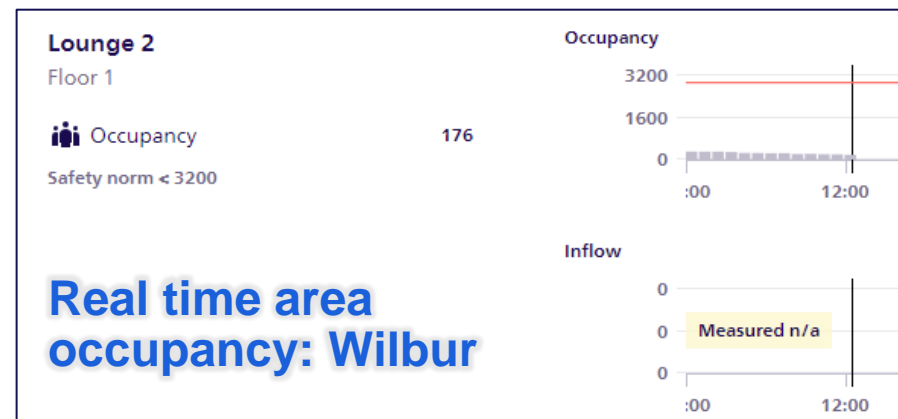 Lounge 2
Floor 1
Occupancy 176
Safety norm < 3200
Real time area
occupancy: Wilbur
Occupancy
3200
1600
0
:00 12:00
Inflow
0
0
Measured n/a
0
:00 12:00